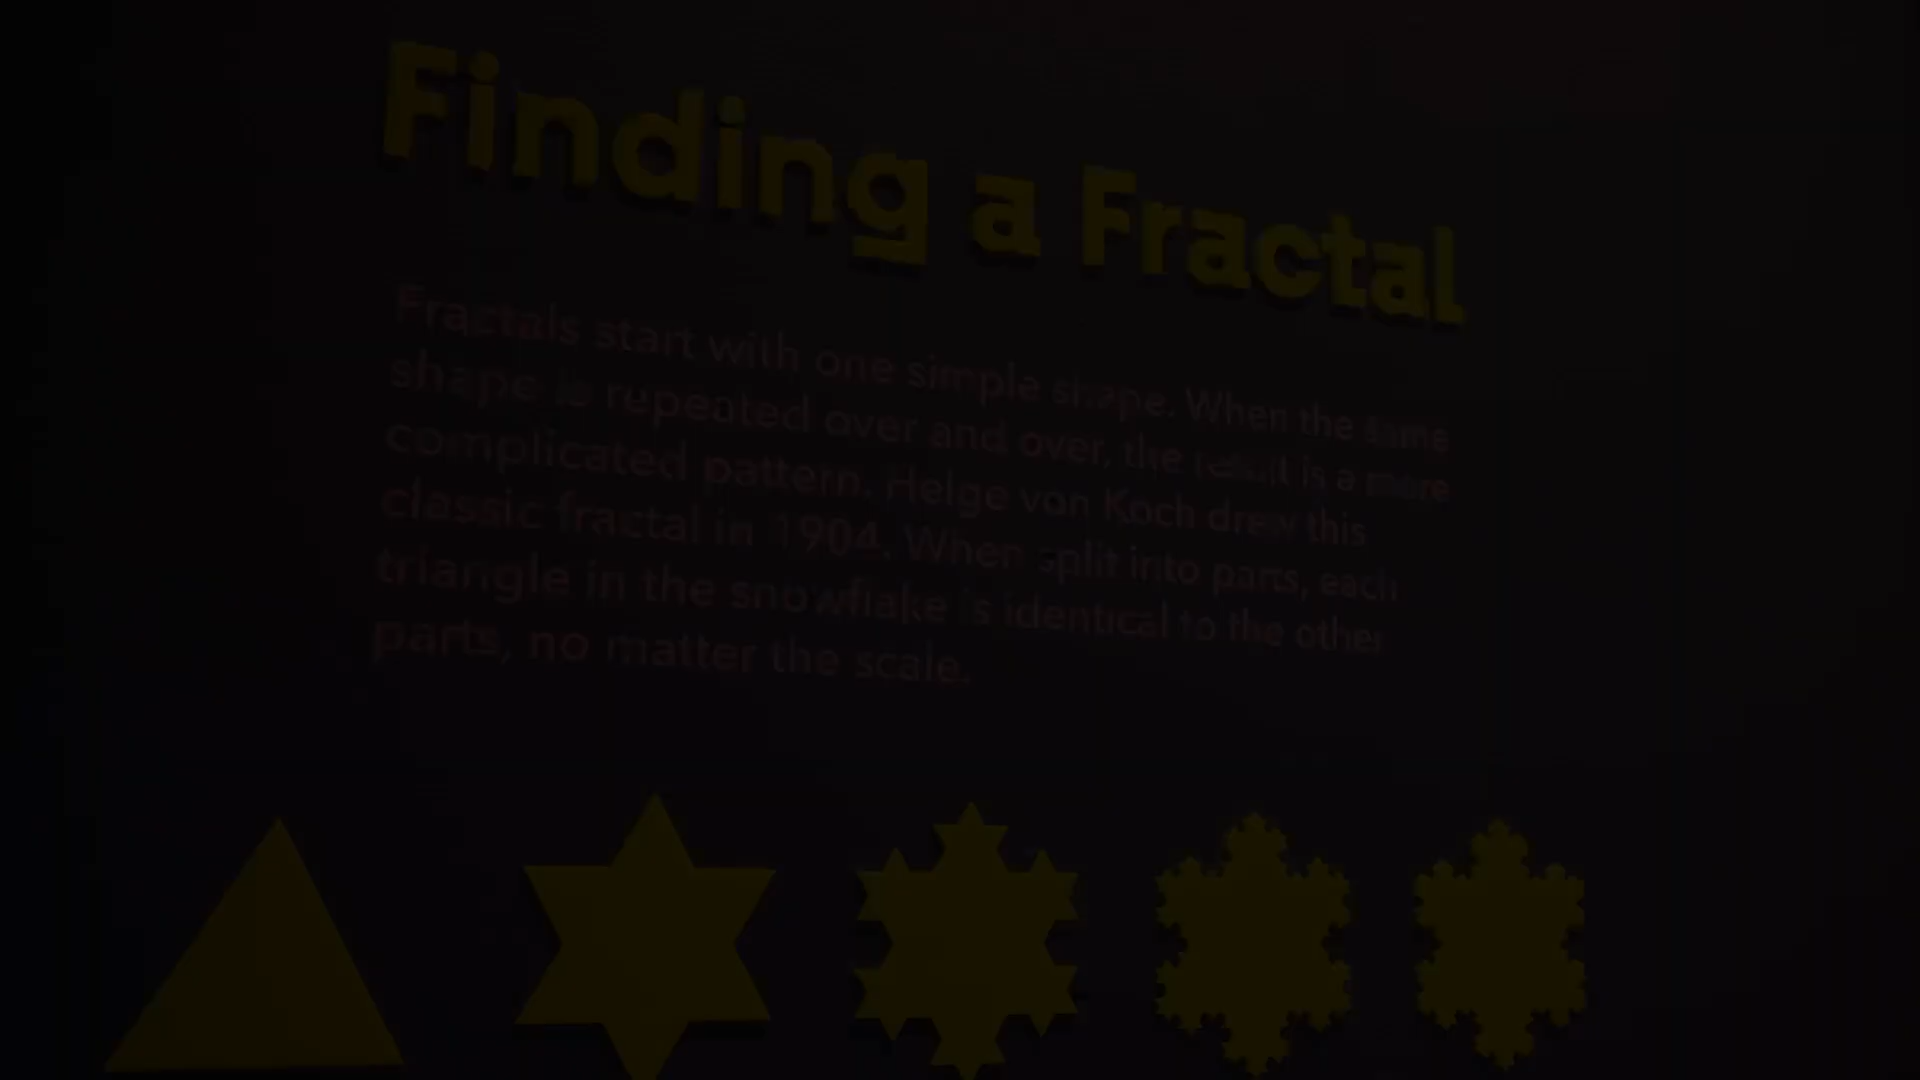 Finding a Fractal
Fractals start with one simple shape. When the same
shape is repeated over and over, the result is a more
complicated pattern. Helge von Koch drew this
classic fractal in 1904. When split into parts, each
triangle in the snowflake is identical to the other
parts, no matter the scale.